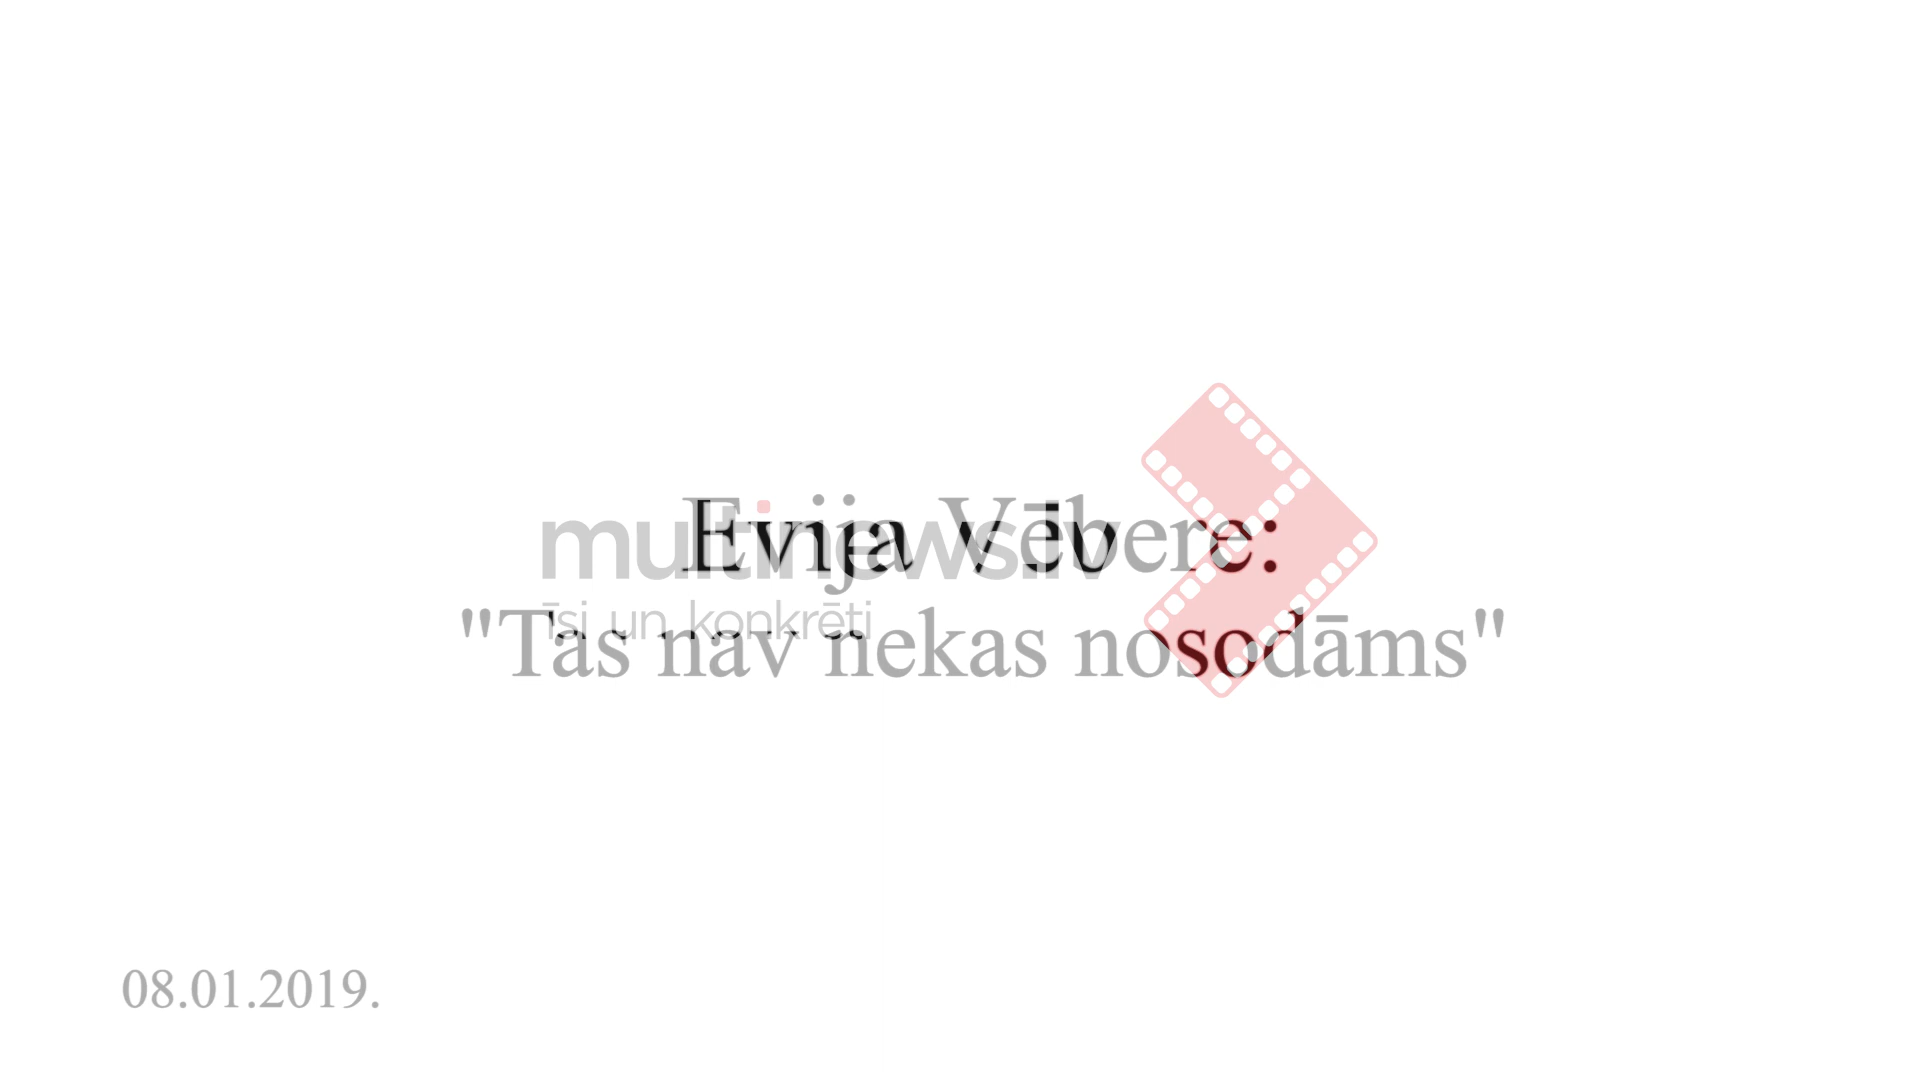 multinews.lv
īsi un konkrēti
Evija Vēbere:
"Tas nav nekas nosodāms"
08.01.2019.